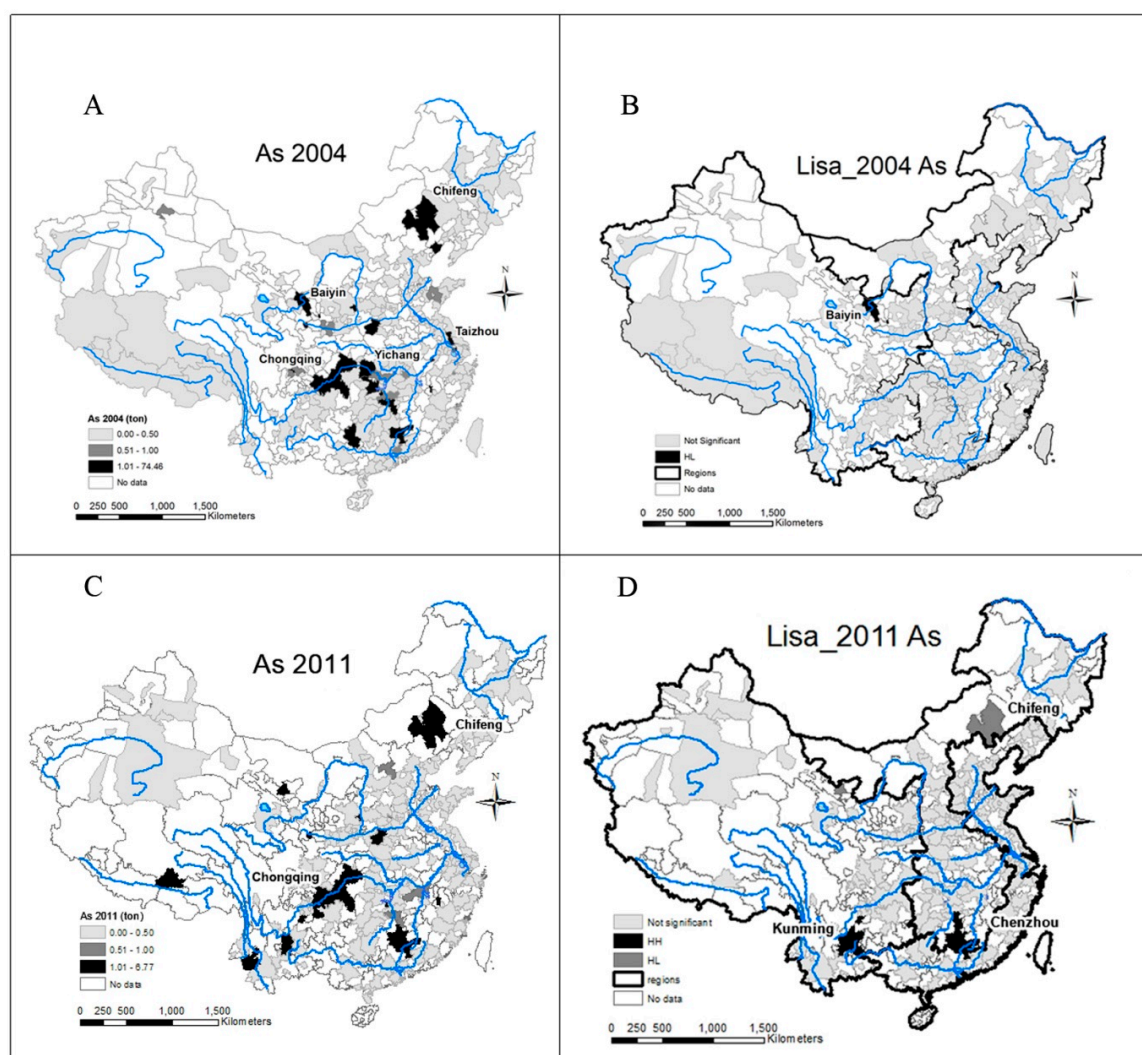 A
As 2004
Chifeng
N
Baiyin
Taizhou
Chongqing
Yichang
As 2004 (ton)
0.00 - 0.50
0.51 - 1.00
1.01 - 74.46
No data
0 250 500 1,000 1,500
Kilometers
B
Lisa_2004 As
N
Baiyin
Not Significant
HL
Regions
No data
0 250 500 1,000 1,500
Kilometers
C
As 2011
Chifeng
N
Chongqing
As 2011 (ton)
0.00 - 0.50
0.51 - 1.00
1.01 - 6.77
No data
0 250 500 1,000 1,500
Kilometers
D
Lisa_2011 As
Chifeng
N
Kunming
Chenzhou
Not significant
HH
HL
regions
No data
0 250 500 1,000 1,500
Kilometers